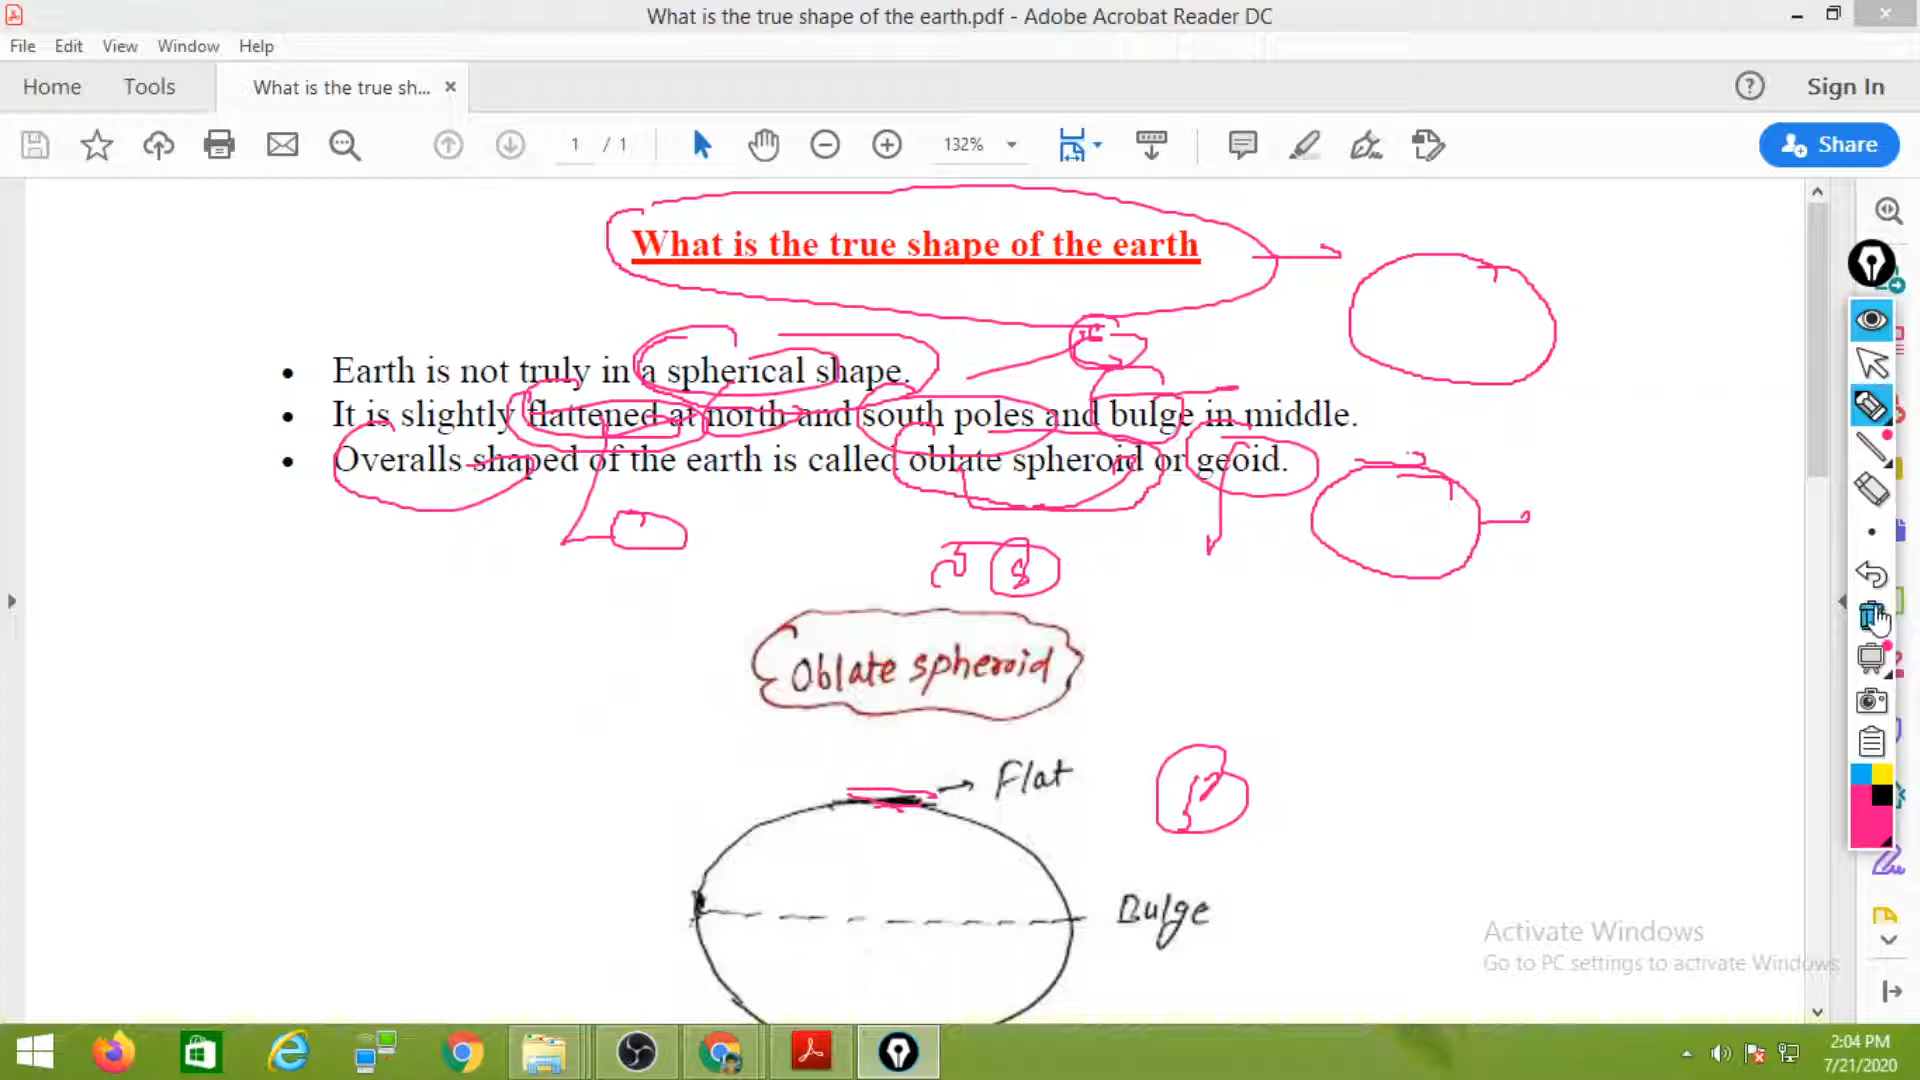 What is the true shape of the earth.pdf - Adobe Acrobat Reader DC
File Edit View Window Help
Home Tools What is the true sh... × Sign In
1 / 1 132% Share
What is the true shape of the earth
• Earth is not truly in a spherical shape.
• It is slightly flattened at north and south poles and bulge in middle.
• Overalls shaped of the earth is called oblate spheroid or geoid.
Oblate spheroid
Flat
Bulge
Activate Windows
Go to PC settings to activate Windows
2:04 PM
7/21/2020